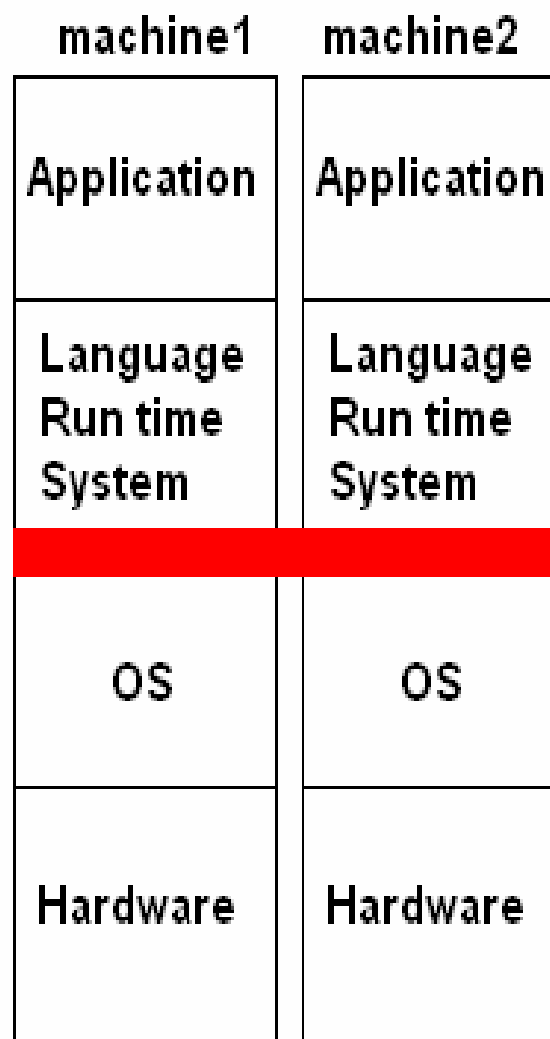 machine1 machine2
Application Application
Language Language
Run time Run time
System System
OS OS
Hardware Hardware